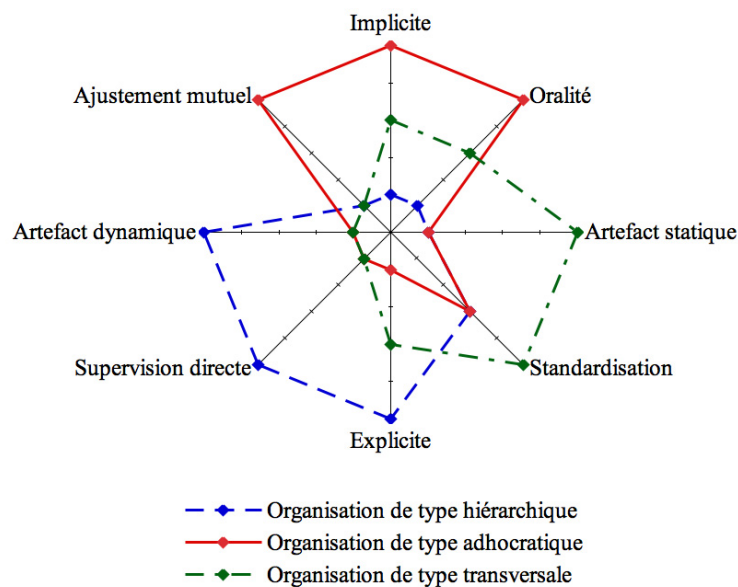 Implicite
Ajustement mutuel
Oralité
Artefact dynamique
Artefact statique
Supervision directe
Standardisation
Explicite
Organisation de type hiérarchique
Organisation de type adhocratique
Organisation de type transversale